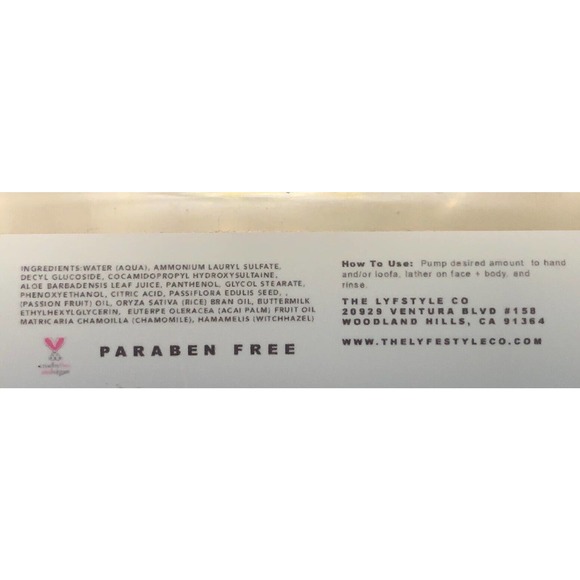 INGREDIENTS:WATER (AQUA), AMMONIUM LAURYL SULFATE,
DECYL GLUCOSIDE, COCAMIDOPROPYL HYDROXYSULTAINE,
ALOE BARBADENSIS LEAF JUICE, PANTHENOL, GLYCOL STEARATE,
PHENOXYETHANOL, CITRIC ACID, PASSIFLORA EDULIS SEED, ,
(PASSION FRUIT) OIL, ORYZA SATIVA (RICE) BRAN OIL, BUTTERMILK
ETHYLHEXYLGLYCERIN, EUTERPE OLERACEA (ACAI PALM) FRUIT OIL
MATRICARIA CHAMOILLA (CHAMOMILE), HAMAMELIS (WITCHHAZEL)
PARABEN FREE
How To Use: Pump desired amount to hand
and/or loofa, lather on face + body, and
rinse.
THE LYFSTYLE CO
20929 VENTURA BLVD #158
WOODLAND HILLS, CA 91364
WWW.THELYFESTYLECO.COM